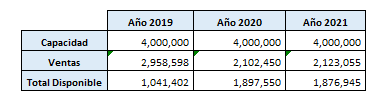 Año 2019 Año 2020 Año 2021
Capacidad 4,000,000 4,000,000 4,000,000
Ventas 2,958,598 2,102,450 2,123,055
Total Disponible 1,041,402 1,897,550 1,876,945